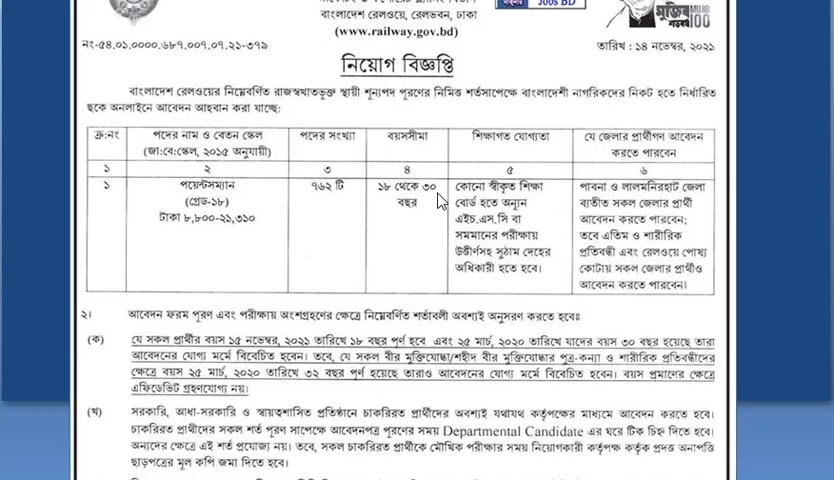 বাংলাদেশ রেলওয়ে, রেলভবন, ঢাকা
(www.railway.gov.bd)
Jobs BD
মুজিব
শতবর্ষ
100
নং-৫৪.০১.০০০০.৬৮৭.০০৭.০৭.২১-৩৭৯
তারিখ : ১৪ নভেম্বর, ২০২১
নিয়োগ বিজ্ঞপ্তি
বাংলাদেশ রেলওয়ের নিম্নেবর্ণিত রাজস্বখাতভূক্ত স্থায়ী শূন্যপদ পূরণের নিমিত্ত শর্তসাপেক্ষে বাংলাদেশী নাগরিকদের নিকট হতে নির্ধারিত
ছকে অনলাইনে আবেদন আহবান করা যাচ্ছে:
ক্র:নং
পদের নাম ও বেতন স্কেল
(জা:বে:স্কেল, ২০১৫ অনুযায়ী)
পদের সংখ্যা
বয়সসীমা
শিক্ষাগত যোগ্যতা
যে জেলার প্রার্থীগণ আবেদন
করতে পারবেন
১
২
৩
৪
৫
৬
১
পয়েন্টসম্যান
(গ্রেড-১৮)
টাকা ৮,৮০০-২১,৩১০
৭৬২ টি
১৮ থেকে ৩০
বছর
কোনো স্বীকৃত শিক্ষা
বোর্ড হতে অন্যূন
এইচ.এস.সি বা
সমমানের পরীক্ষায়
উত্তীর্ণসহ সুঠাম দেহের
অধিকারী হতে হবে।
পাবনা ও লালমনিরহাট জেলা
ব্যতীত সকল জেলার প্রার্থী
আবেদন করতে পারবেন;
তবে এতিম ও শারীরিক
প্রতিবন্ধী এবং রেলওয়ে পোষ্য
কোটায় সকল জেলার প্রার্থীও
আবেদন করতে পারবেন।
২। আবেদন ফরম পূরণ এবং পরীক্ষায় অংশগ্রহণের ক্ষেত্রে নিম্নেবর্ণিত শর্তাবলী অবশ্যই অনুসরণ করতে হবেঃ
(ক) যে সকল প্রার্থীর বয়স ১৫ নভেম্বর, ২০২১ তারিখে ১৮ বছর পূর্ণ হবে এবং ২৫ মার্চ, ২০২০ তারিখে যাদের বয়স ৩০ বছর হয়েছে তারা
আবেদনের যোগ্য মর্মে বিবেচিত হবেন। তবে, যে সকল বীর মুক্তিযোদ্ধা/শহীদ বীর মুক্তিযোদ্ধার পুত্র-কন্যা ও শারীরিক প্রতিবন্ধীদের
ক্ষেত্রে বয়স ২৫ মার্চ, ২০২০ তারিখে ৩২ বছর পূর্ণ হয়েছে তারাও আবেদনের যোগ্য মর্মে বিবেচিত হবেন। বয়স প্রমাণের ক্ষেত্রে
এফিডেভিট গ্রহণযোগ্য নয়।
(খ) সরকারি, আধা-সরকারি ও স্বায়ত্বশাসিত প্রতিষ্ঠানে চাকরিরত প্রার্থীদের অবশ্যই যথাযথ কর্তৃপক্ষের মাধ্যমে আবেদন করতে হবে।
চাকরিরত প্রার্থীদের সকল শর্ত পূরণ সাপেক্ষে আবেদনপত্র পূরণের সময় Departmental Candidate এর ঘরে টিক চিহ্ন দিতে হবে।
অন্যদের ক্ষেত্রে এই শর্ত প্রযোজ্য নয়। তবে, সকল চাকরিরত প্রার্থীকে মৌখিক পরীক্ষার সময় নিয়োগকারী কর্তৃপক্ষ কর্তৃক প্রদত্ত অনাপত্তি
ছাড়পত্রের মূল কপি জমা দিতে হবে।